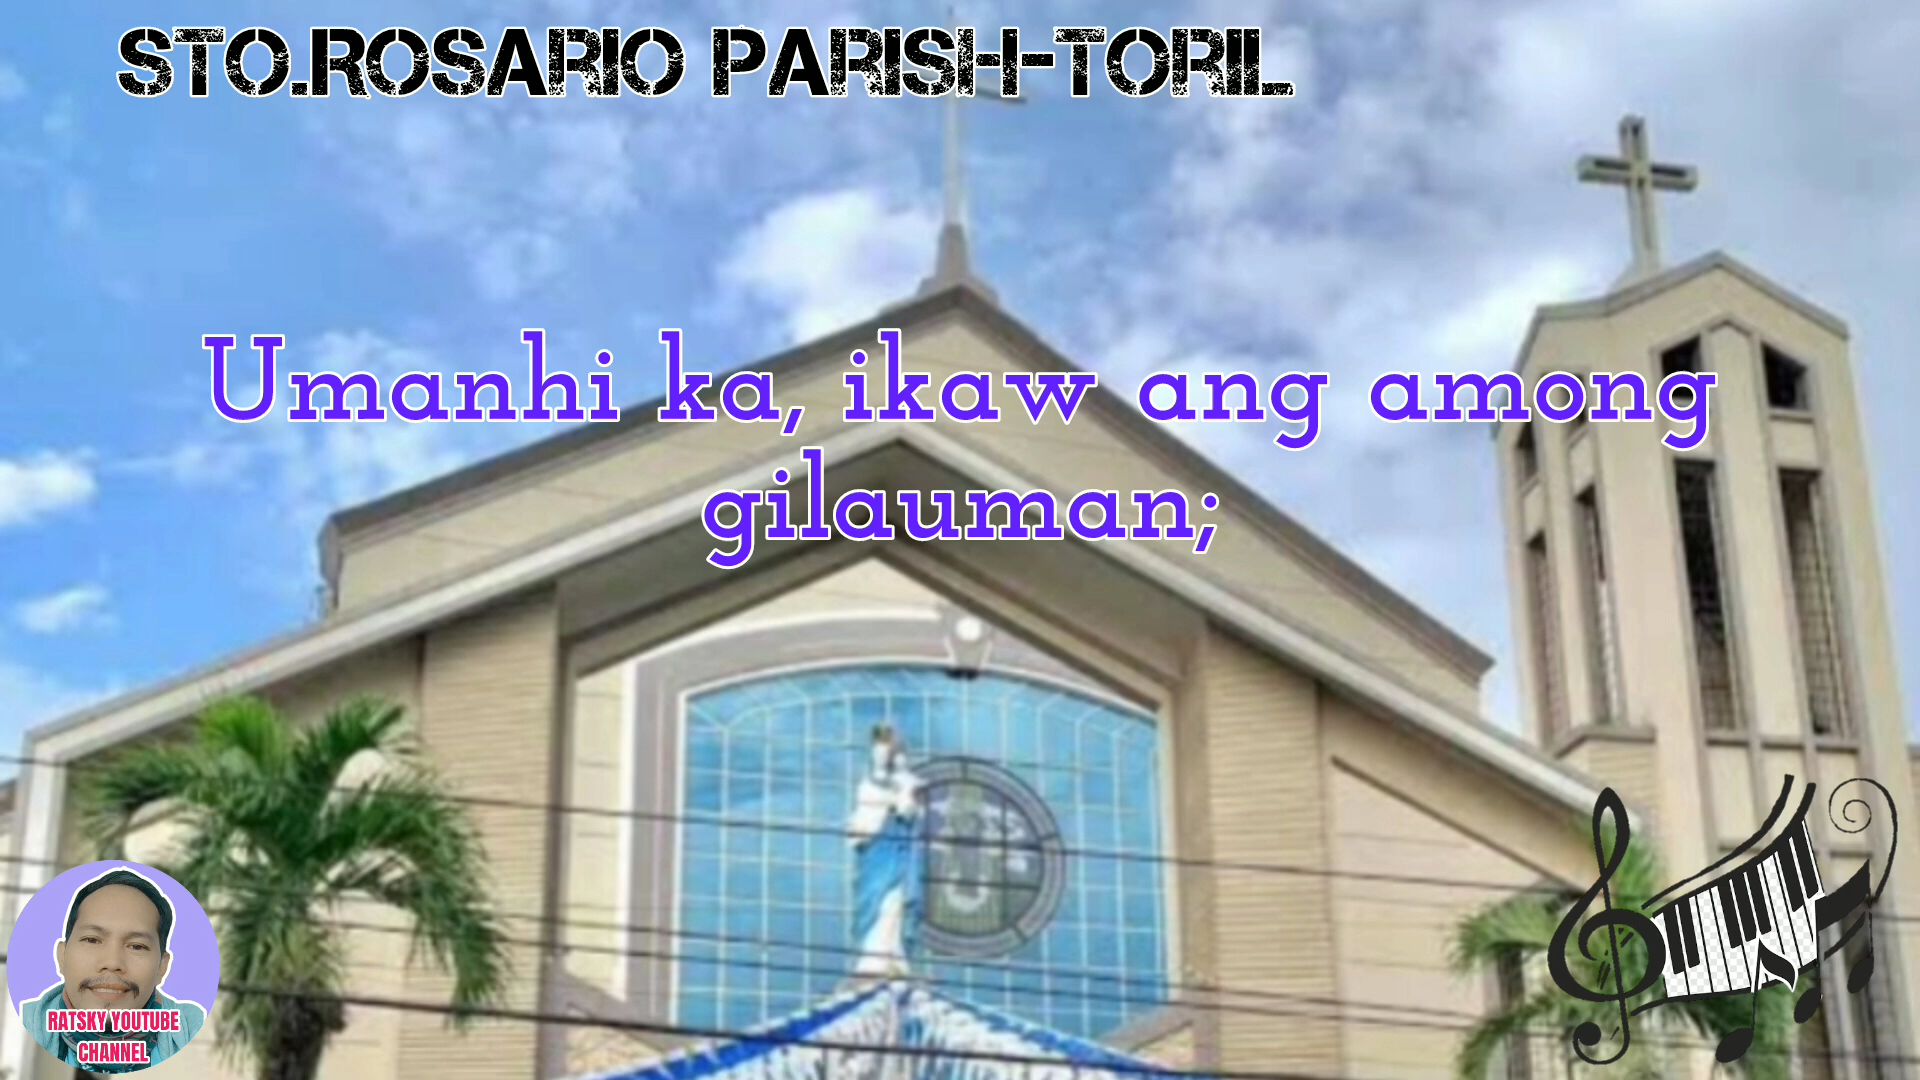 STO.ROSARIO PARISH-TORIL
Umanhi ka, ikaw ang among
gilauman;
RATSKY YOUTUBE
CHANNEL